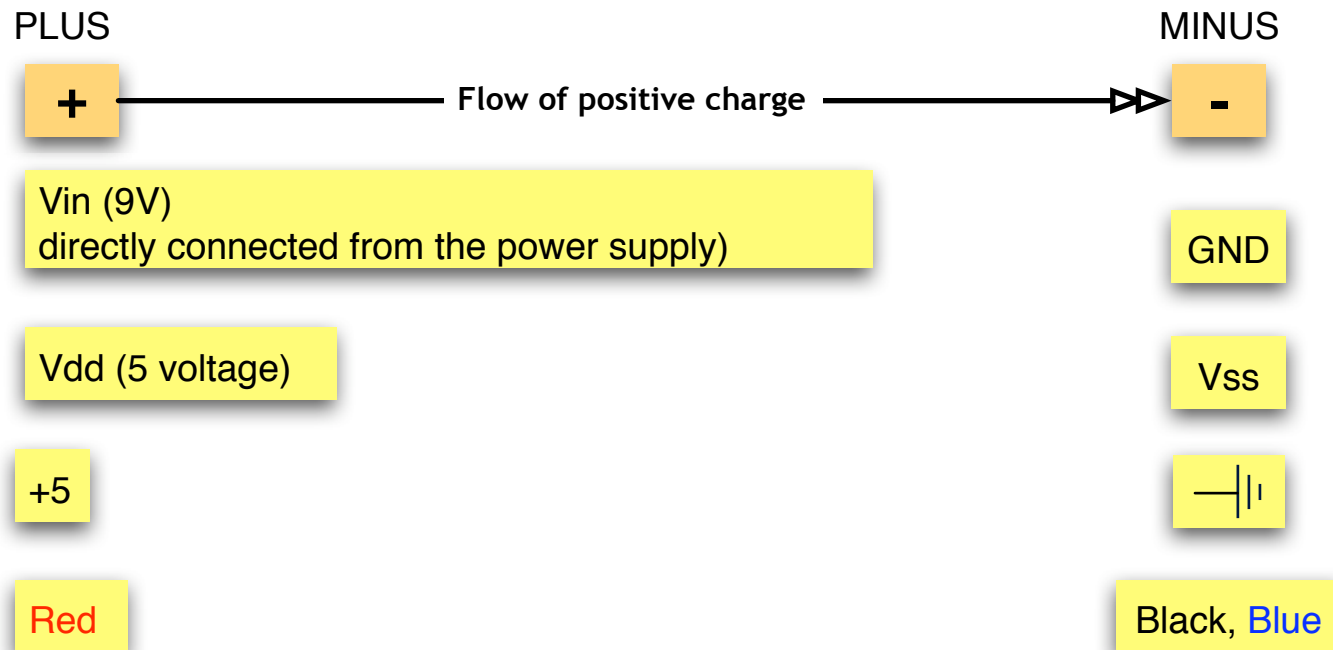 PLUS
MINUS
+
Flow of positive charge
-
Vin (9V)
directly connected from the power supply)
GND
Vdd (5 voltage)
Vss
+5
Red
Black, Blue